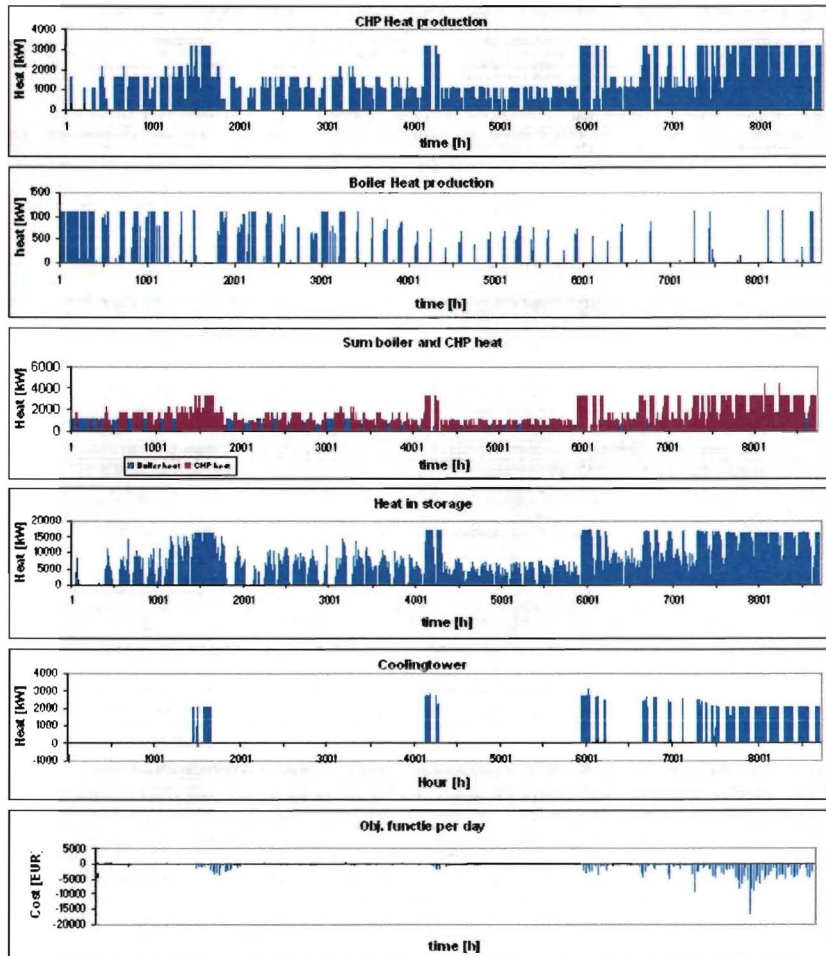 CHP Heat production
Heat [kW]
4000
3000
2000
1000
0
1 1001 2001 3001 4001 5001 6001 7001 8001
time [h]
Boiler Heat production
heat [kW]
1500
1000
500
0
1 1001 2001 3001 4001 5001 6001 7001 8001
time [h]
Sum boiler and CHP heat
Heat [kW]
6000
4000
2000
0
1 1001 2001 3001 4001 5001 6001 7001 8001
time [h]
Boiler heat CHP heat
Heat in storage
Heat [kW]
20000
15000
10000
5000
0
1 1001 2001 3001 4001 5001 6001 7001 8001
time [h]
Coolingtower
Heat [kW]
4000
3000
2000
1000
0
-1000
1 1001 2001 3001 4001 5001 6001 7001 8001
Hour [h]
Obj. functie per day
Cost [EUR]
5000
0
-5000
-10000
-15000
-20000
time [h]